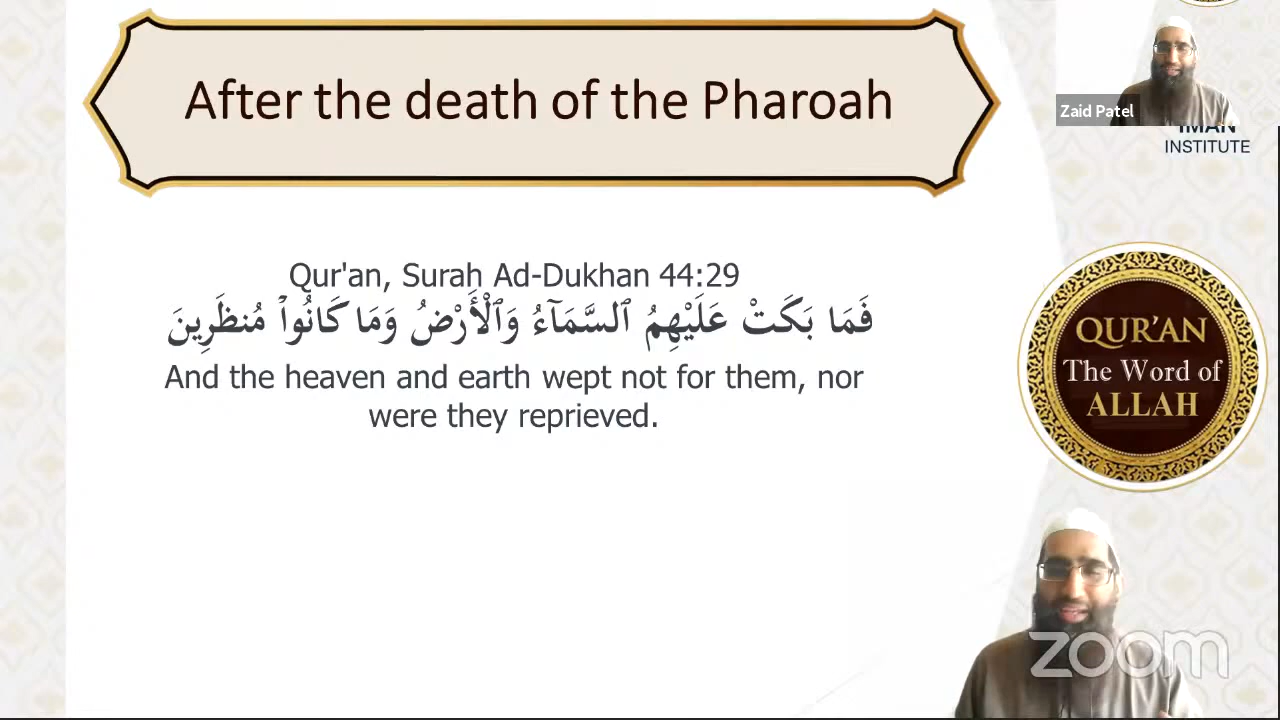 After the death of the Pharoah
Zaid Patel
IMAN
INSTITUTE
Qur'an, Surah Ad-Dukhan 44:29
فَمَا بَكَتْ عَلَيْهِمُ ٱلسَّمَآءُ وَٱلْأَرْضُ وَمَا كَانُوا۟ مُنظَرِينَ
And the heaven and earth wept not for them, nor
were they reprieved.
QUR'AN
The Word of
ALLAH
zoom